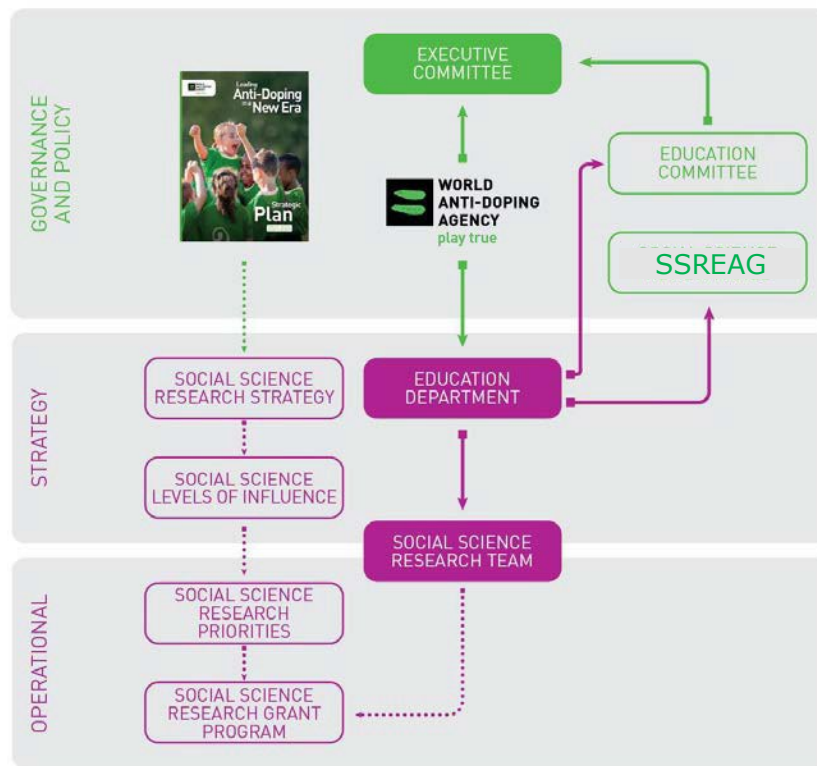 GOVERNANCE
AND POLICY
Leading
Anti-Doping
in a
New Era
Strategic
Plan
EXECUTIVE
COMMITTEE
WORLD
ANTI-DOPING
AGENCY
play true
EDUCATION
COMMITTEE
SSREAG
STRATEGY
SOCIAL SCIENCE
RESEARCH STRATEGY
EDUCATION
DEPARTMENT
SOCIAL SCIENCE
LEVELS OF INFLUENCE
SOCIAL SCIENCE
RESEARCH TEAM
OPERATIONAL
SOCIAL SCIENCE
RESEARCH
PRIORITIES
SOCIAL SCIENCE
RESEARCH GRANT
PROGRAM